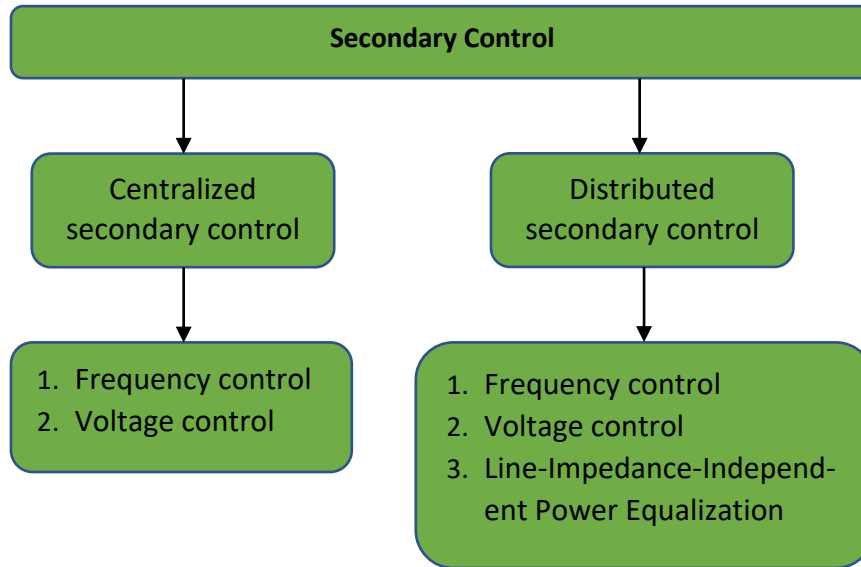 Secondary Control
Centralized
secondary control
Distributed
secondary control
1. Frequency control
2. Voltage control
1. Frequency control
2. Voltage control
3. Line-Impedance-Independ-
ent Power Equalization